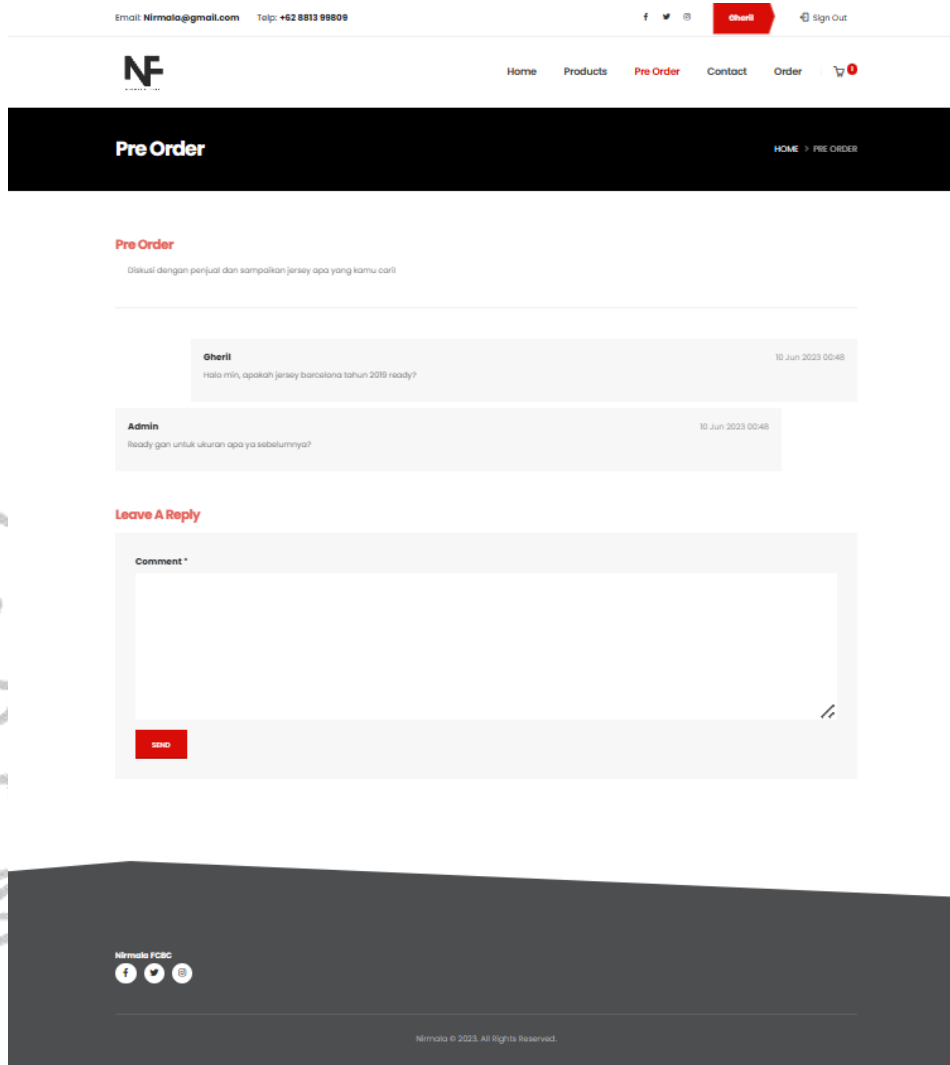 Email: Nirmala@gmail.com Telp: +62 8813 99809 Gheril Sign Out
NF
Home Products Pre Order Contact Order
Pre Order HOME > PRE ORDER
Pre Order
Diskusi dengan penjual dan sampaikan jersey apa yang kamu cari!
Gheril 10 Jun 2023 00:48
Halo min, apakah jersey barcelona tahun 2019 ready?
Admin 10 Jun 2023 00:48
Ready gan untuk ukuran apa ya sebelumnya?
Leave A Reply
Comment *
SEND
Nirmala FCBC
Nirmala © 2023. All Rights Reserved.